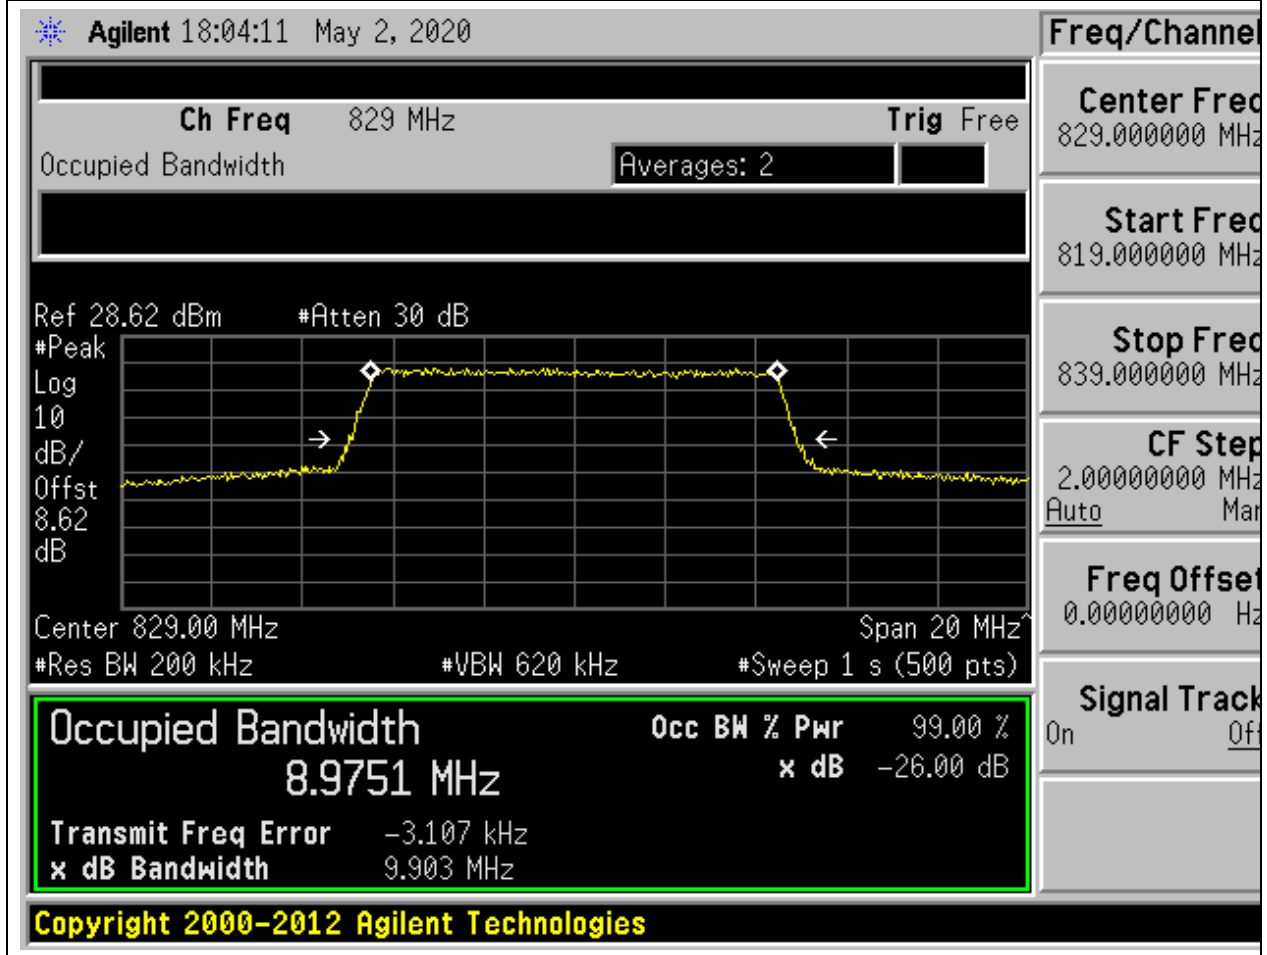 Agilent 18:04:11 May 2, 2020
Freq/Channel
Ch Freq 829 MHz Trig Free
Occupied Bandwidth Averages: 2
Center Freq
829.000000 MHz
Start Freq
819.000000 MHz
Stop Freq
839.000000 MHz
CF Step
2.00000000 MHz
Auto Man
Freq Offset
0.00000000 Hz
Signal Track
On Off
Ref 28.62 dBm #Atten 30 dB
#Peak
Log
10
dB/
Offst
8.62
dB
Center 829.00 MHz Span 20 MHz^
#Res BW 200 kHz #VBW 620 kHz #Sweep 1 s (500 pts)
Occupied Bandwidth Occ BW % Pwr 99.00 %
8.9751 MHz x dB -26.00 dB
Transmit Freq Error -3.107 kHz
x dB Bandwidth 9.903 MHz
Copyright 2000-2012 Agilent Technologies